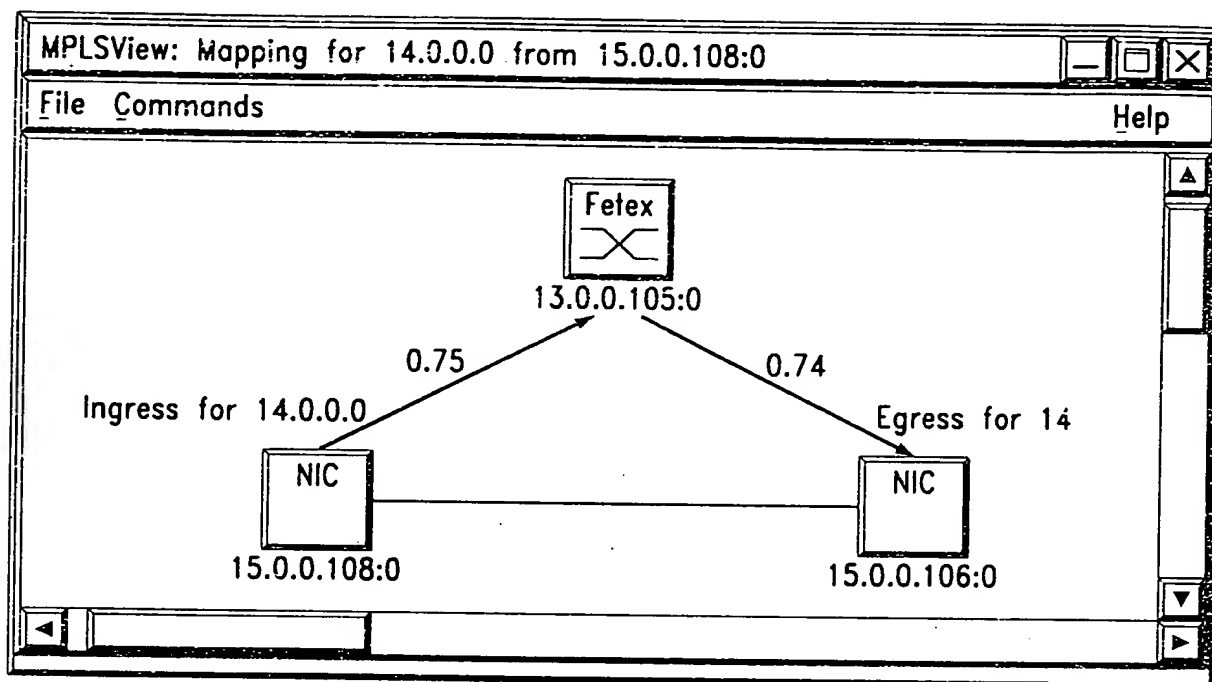 MPLSView: Mapping for 14.0.0.0 from 15.0.0.108:0
File Commands Help
Fetex
13.0.0.105:0
0.75 0.74
Ingress for 14.0.0.0
Egress for 14
NIC NIC
15.0.0.108:0
15.0.0.106:0